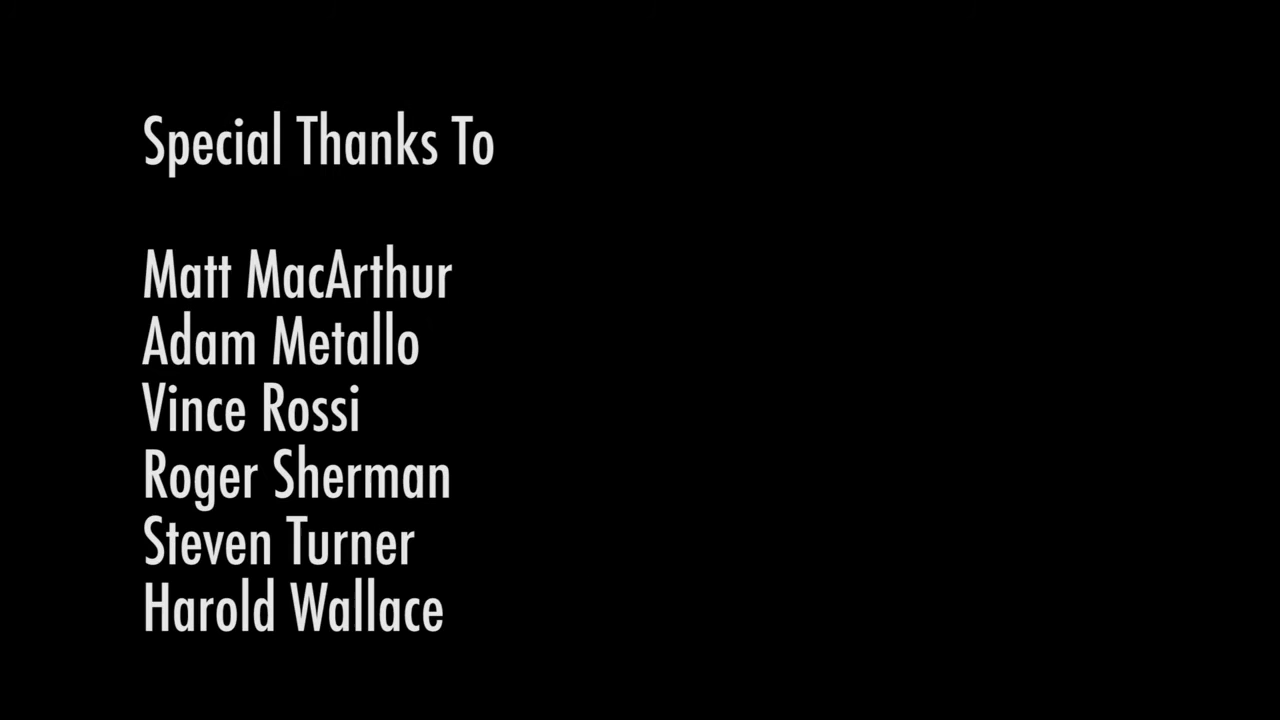 Special Thanks To
Matt MacArthur
Adam Metallo
Vince Rossi
Roger Sherman
Steven Turner
Harold Wallace